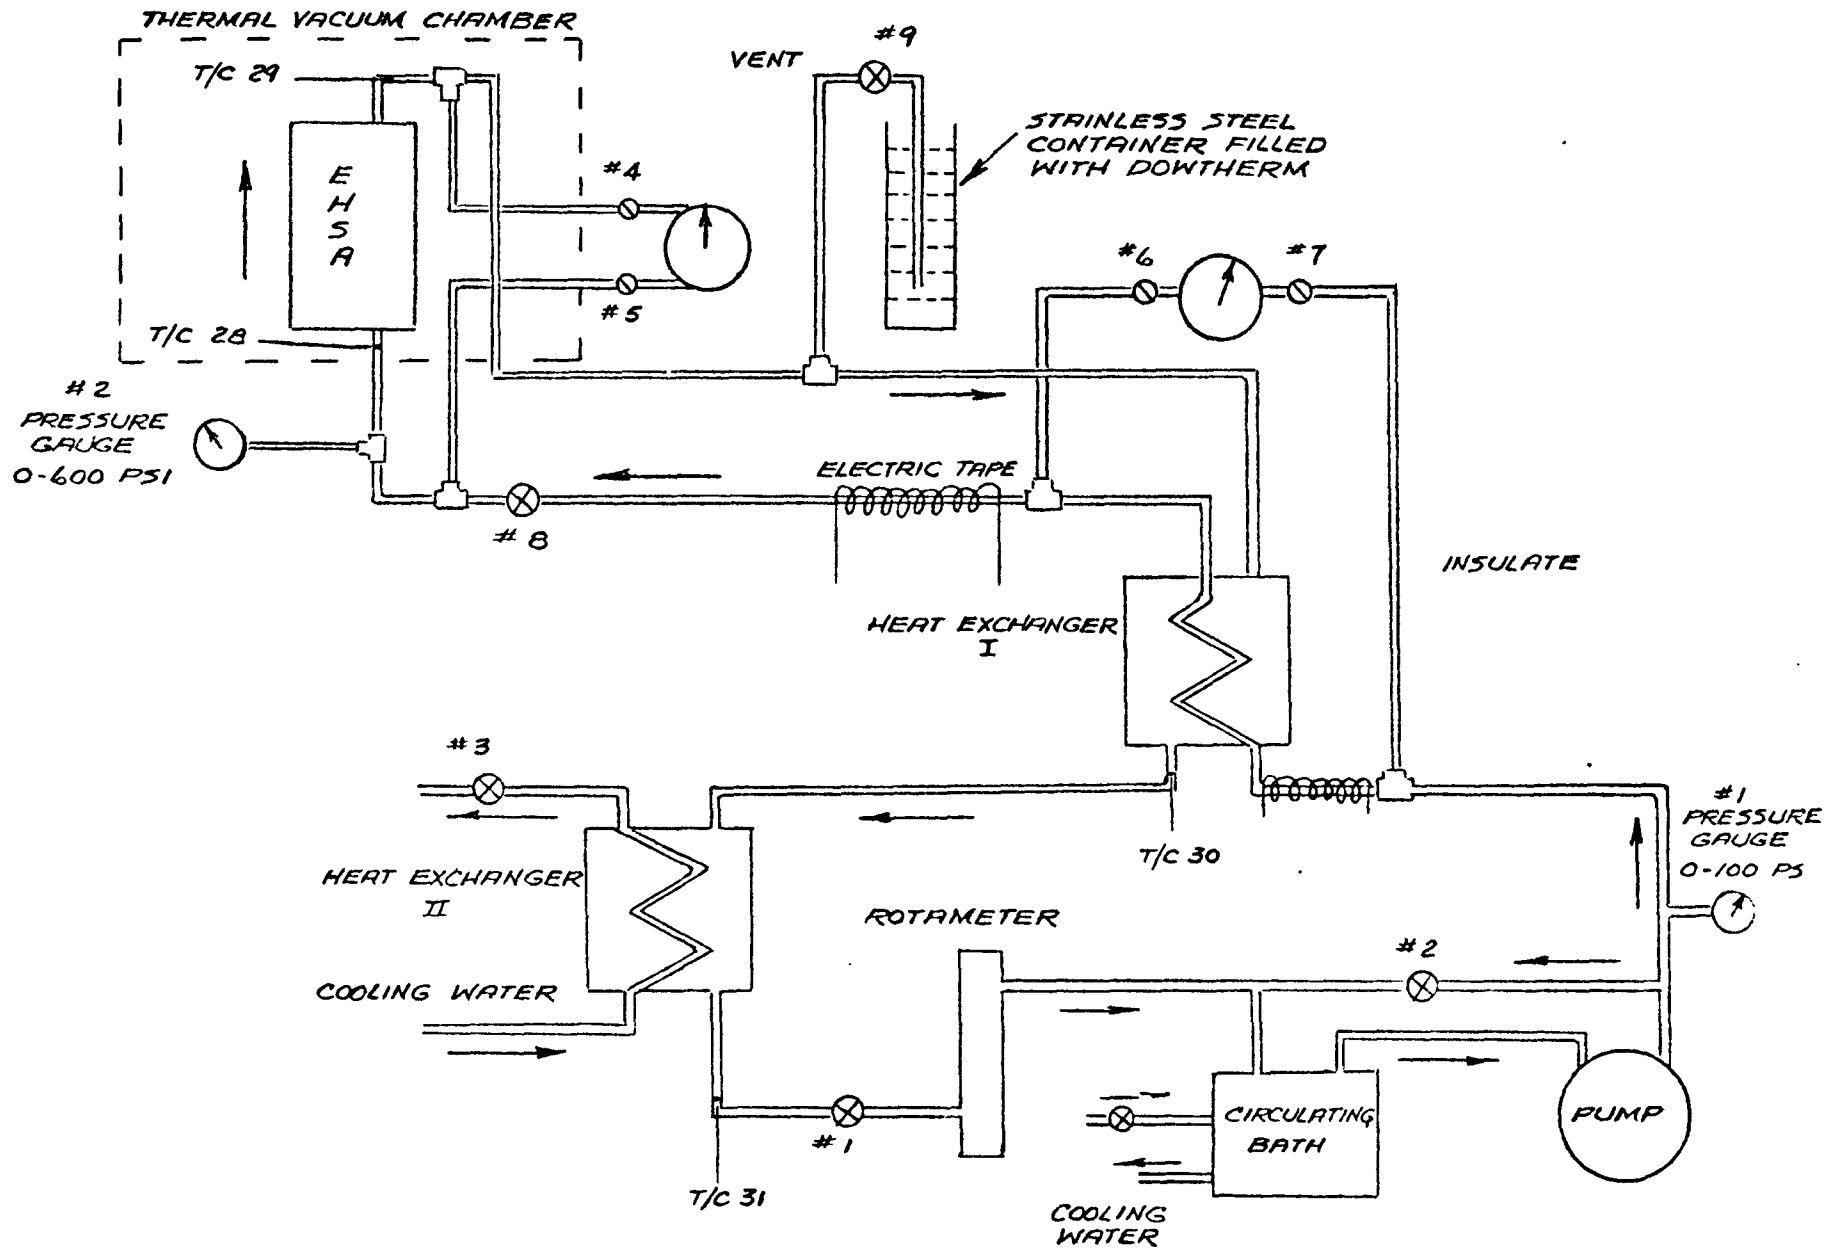 THERMAL VACUUM CHAMBER
T/C 29
VENT
#9
STAINLESS STEEL
CONTAINER FILLED
WITH DOWTHERM
E
H
S
A
#4
#5
#6
#7
T/C 28
#2
PRESSURE
GAUGE
0-600 PSI
ELECTRIC TAPE
#8
INSULATE
HEAT EXCHANGER
I
#3
T/C 30
#1
PRESSURE
GAUGE
0-100 PS
HEAT EXCHANGER
II
ROTAMETER
#2
COOLING WATER
#1
CIRCULATING
BATH
PUMP
T/C 31
COOLING
WATER